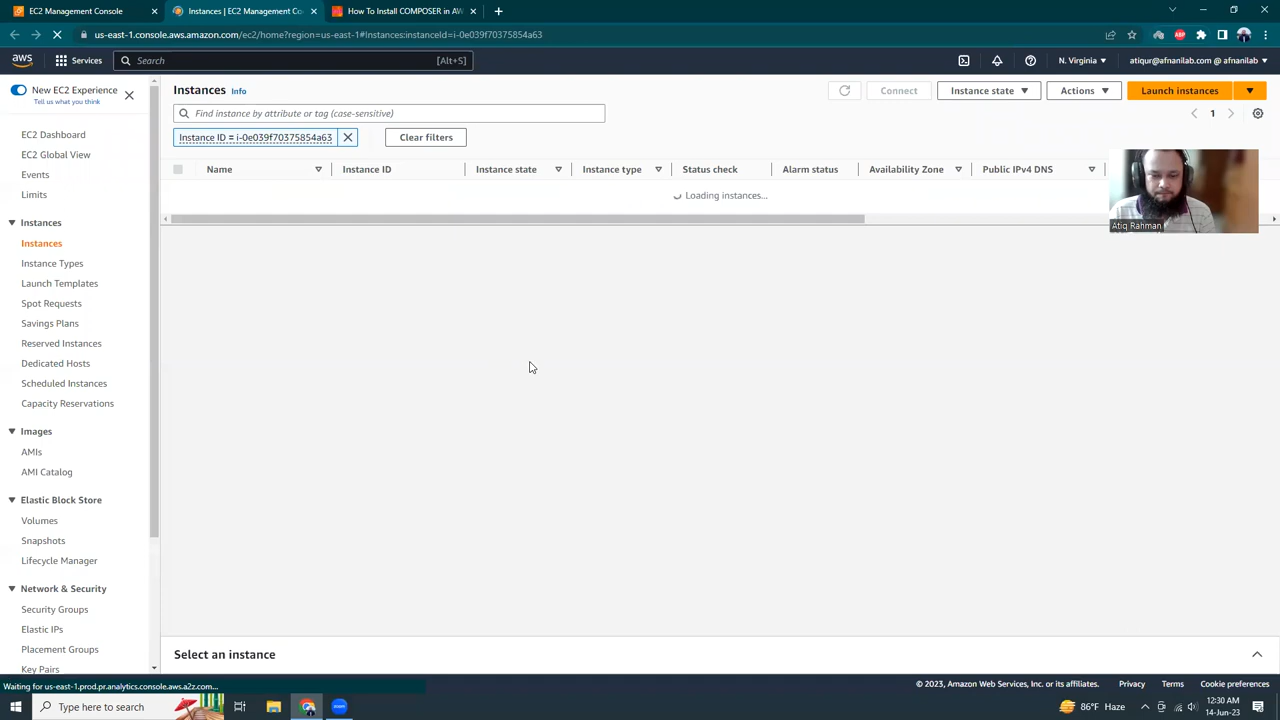 EC2 Management Console
Instances | EC2 Management Co
How To Install COMPOSER in AW
us-east-1.console.aws.amazon.com/ec2/home?region=us-east-1#Instances:instanceId=i-0e039f70375854a63
aws
Services
Search
[Alt+S]
N. Virginia
atiqur@afnanilab.com @ afnanilab
New EC2 Experience
Tell us what you think
EC2 Dashboard
EC2 Global View
Events
Limits
Instances
Instances
Instance Types
Launch Templates
Spot Requests
Savings Plans
Reserved Instances
Dedicated Hosts
Scheduled Instances
Capacity Reservations
Images
AMIs
AMI Catalog
Elastic Block Store
Volumes
Snapshots
Lifecycle Manager
Network & Security
Security Groups
Elastic IPs
Placement Groups
Key Pairs
Instances Info
Connect
Instance state
Actions
Launch instances
Find instance by attribute or tag (case-sensitive)
1
Instance ID = i-0e039f70375854a63
Clear filters
Name
Instance ID
Instance state
Instance type
Status check
Alarm status
Availability Zone
Public IPv4 DNS
Loading instances...
Atiq Rahman
Select an instance
Waiting for us-east-1.prod.pr.analytics.console.aws.a2z.com...
© 2023, Amazon Web Services, Inc. or its affiliates.
Privacy
Terms
Cookie preferences
Type here to search
zoom
86°F Haze
12:30 AM
14-Jun-23